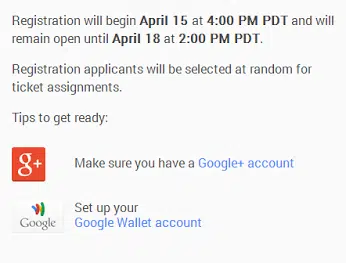 Registration will begin April 15 at 4:00 PM PDT and will
remain open until April 18 at 2:00 PM PDT.
Registration applicants will be selected at random for
ticket assignments.
Tips to get ready:
g+
Make sure you have a Google+ account
Google
Set up your
Google Wallet account